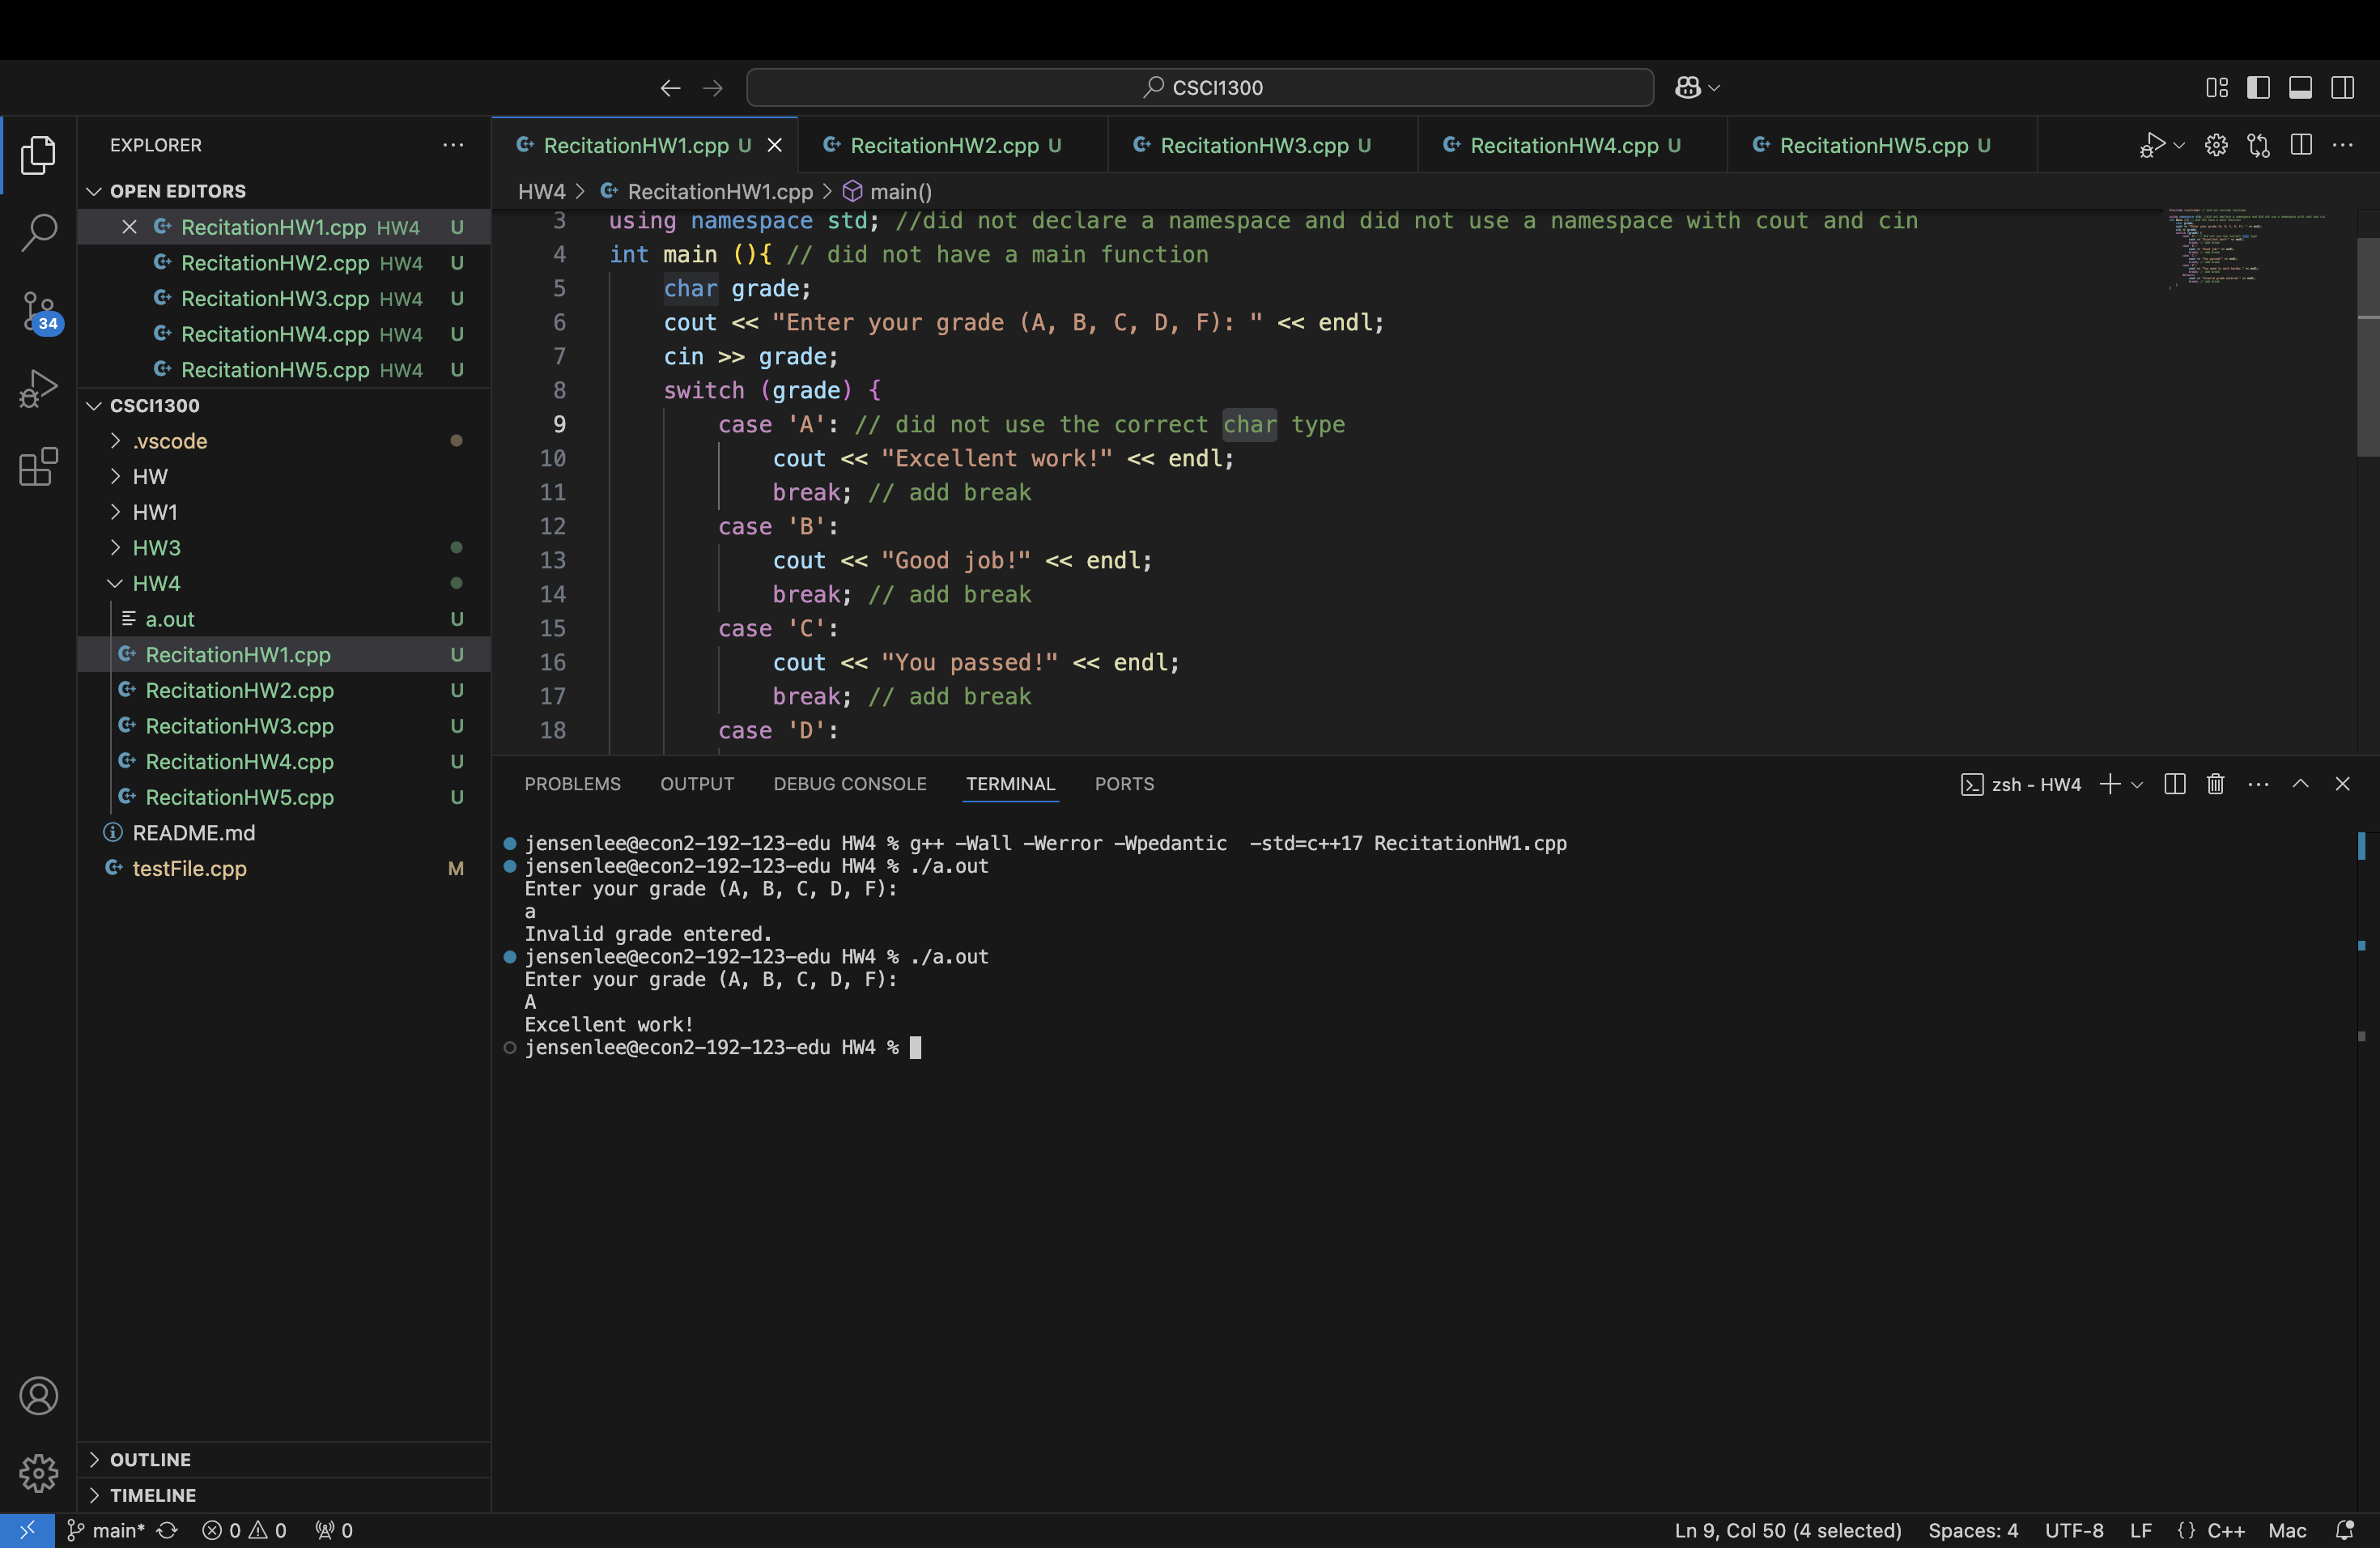 CSCI1300
EXPLORER
OPEN EDITORS
RecitationHW1.cpp HW4 U
RecitationHW2.cpp HW4 U
RecitationHW3.cpp HW4 U
RecitationHW4.cpp HW4 U
RecitationHW5.cpp HW4 U
CSCI1300
.vscode
HW
HW1
HW3
HW4
a.out U
RecitationHW1.cpp U
RecitationHW2.cpp U
RecitationHW3.cpp U
RecitationHW4.cpp U
RecitationHW5.cpp U
README.md
testFile.cpp M
34
OUTLINE
TIMELINE
RecitationHW1.cpp U RecitationHW2.cpp U RecitationHW3.cpp U RecitationHW4.cpp U RecitationHW5.cpp U
HW4 > RecitationHW1.cpp > main()
3 using namespace std; //did not declare a namespace and did not use a namespace with cout and cin
4 int main (){ // did not have a main function
5 char grade;
6 cout << "Enter your grade (A, B, C, D, F): " << endl;
7 cin >> grade;
8 switch (grade) {
9 case 'A': // did not use the correct char type
10 cout << "Excellent work!" << endl;
11 break; // add break
12 case 'B':
13 cout << "Good job!" << endl;
14 break; // add break
15 case 'C':
16 cout << "You passed!" << endl;
17 break; // add break
18 case 'D':
PROBLEMS OUTPUT DEBUG CONSOLE TERMINAL PORTS zsh - HW4
jensenlee@econ2-192-123-edu HW4 % g++ -Wall -Werror -Wpedantic  -std=c++17 RecitationHW1.cpp
jensenlee@econ2-192-123-edu HW4 % ./a.out
Enter your grade (A, B, C, D, F):
a
Invalid grade entered.
jensenlee@econ2-192-123-edu HW4 % ./a.out
Enter your grade (A, B, C, D, F):
A
Excellent work!
jensenlee@econ2-192-123-edu HW4 %
main* 0 0 0 Ln 9, Col 50 (4 selected) Spaces: 4 UTF-8 LF {} C++ Mac